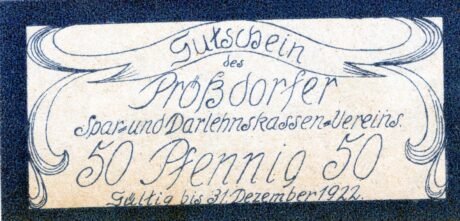 Gutschein
des
Proßdorfer
Spar= und Darlehnskassen=Vereins.
50 Pfennig 50
Gültig bis 31. Dezember 1922.